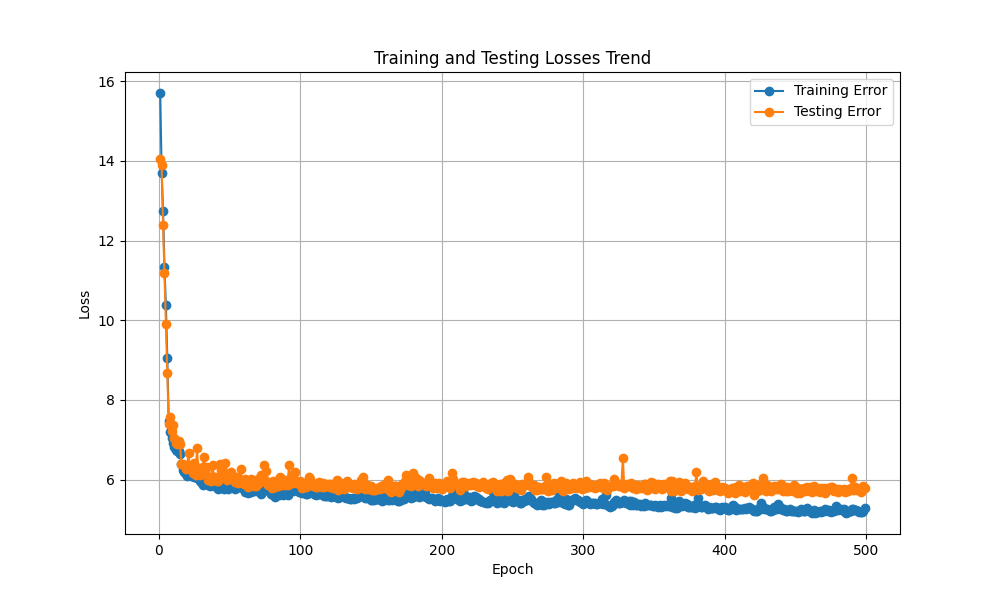 Training and Testing Losses Trend
Training Error
Testing Error
Loss
16
14
12
10
8
6
0
100
200
300
400
500
Epoch